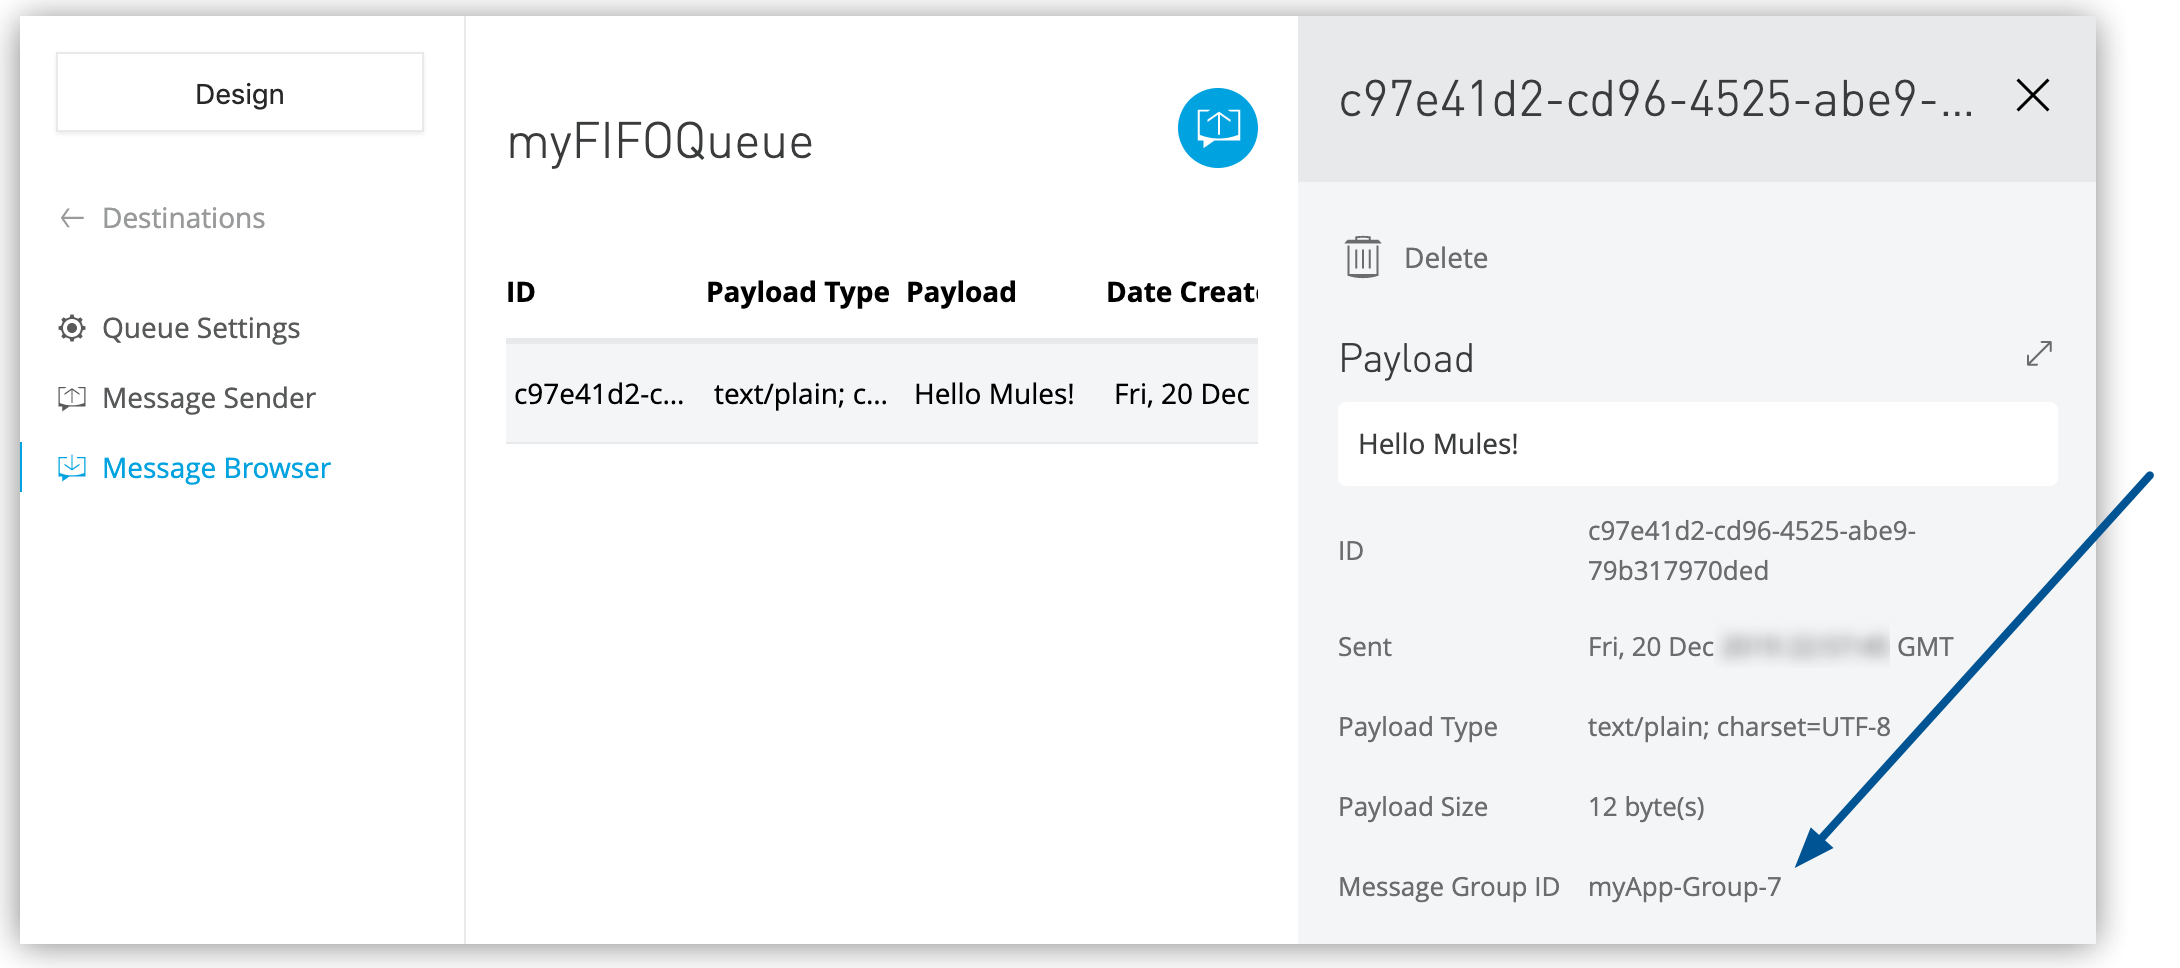 Design
Destinations
Queue Settings
Message Sender
Message Browser
myFIFOQueue
ID Payload Type Payload Date Creat
c97e41d2-c... text/plain; c... Hello Mules! Fri, 20 Dec
c97e41d2-cd96-4525-abe9-...
Delete
Payload
Hello Mules!
ID c97e41d2-cd96-4525-abe9-
79b317970ded
Sent Fri, 20 Dec GMT
Payload Type text/plain; charset=UTF-8
Payload Size 12 byte(s)
Message Group ID myApp-Group-7